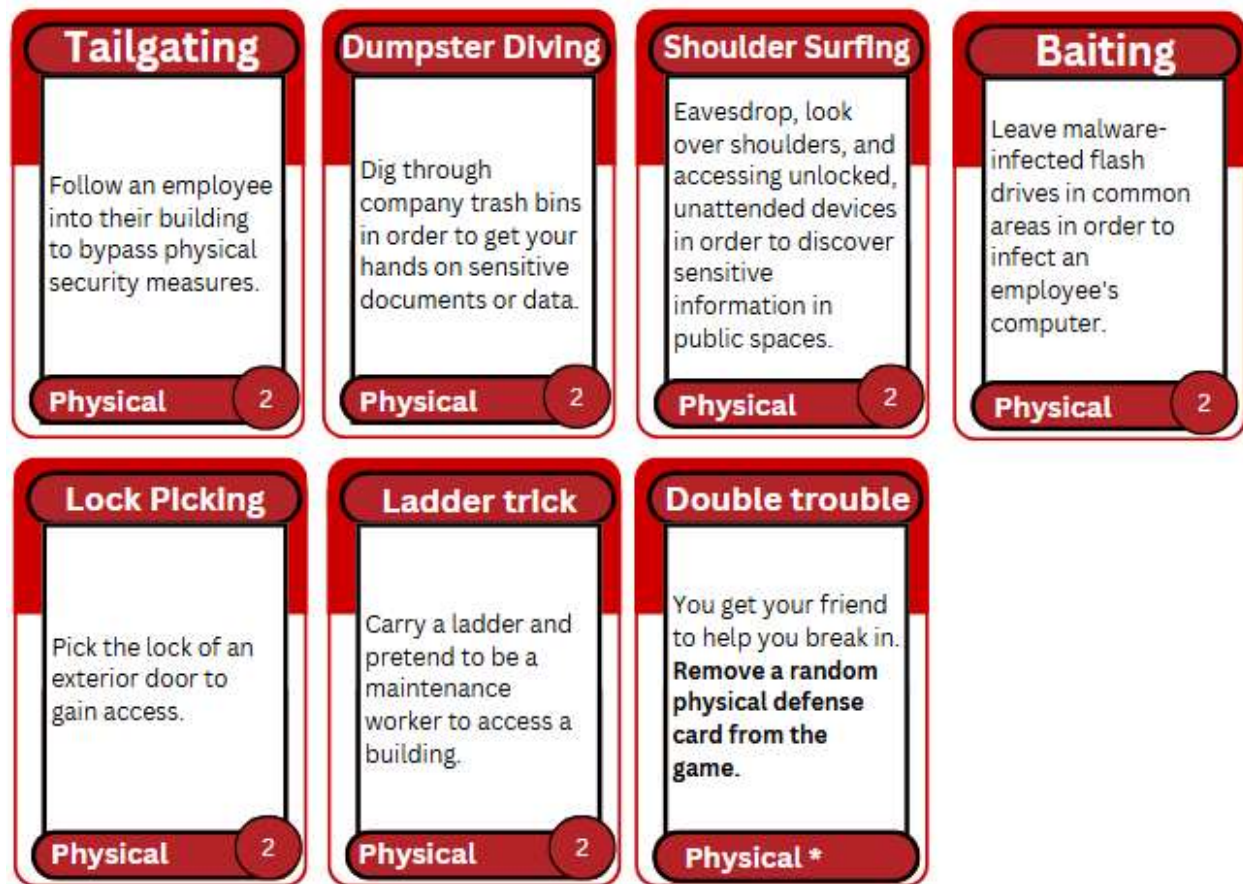 Tailgating
Follow an employee
into their building
to bypass physical
security measures.
Physical 2
Dumpster Diving
Dig through
company trash bins
in order to get your
hands on sensitive
documents or data.
Physical 2
Shoulder Surfing
Eavesdrop, look
over shoulders, and
accessing unlocked,
unattended devices
in order to discover
sensitive
information in
public spaces.
Physical 2
Baiting
Leave malware-
infected flash
drives in common
areas in order to
infect an
employee's
computer.
Physical 2
Lock Picking
Pick the lock of an
exterior door to
gain access.
Physical 2
Ladder trick
Carry a ladder and
pretend to be a
maintenance
worker to access a
building.
Physical 2
Double trouble
You get your friend
to help you break in.
Remove a random
physical defense
card from the
game.
Physical *